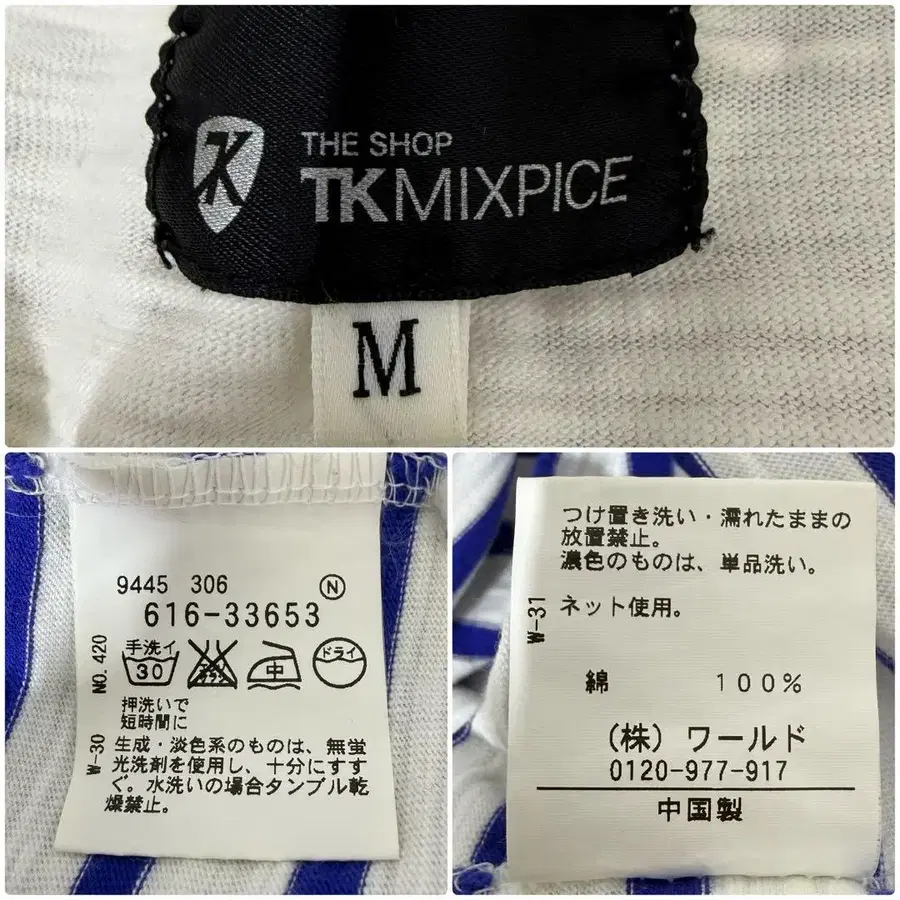 K
THE SHOP
TKMIXPICE
M
9445 306 Ⓝ
616-33653
NO.420
手洗イ
30
中
ドライ
押洗いで
短時間に
W-30
生成・淡色系のものは、無蛍
光洗剤を使用し、十分にすす
ぐ。水洗いの場合タンブル乾
燥禁止。
つけ置き洗い・濡れたままの
放置禁止。
濃色のものは、単品洗い。
W-31
ネット使用。
綿 100%
(株)ワールド
0120-977-917
中国製